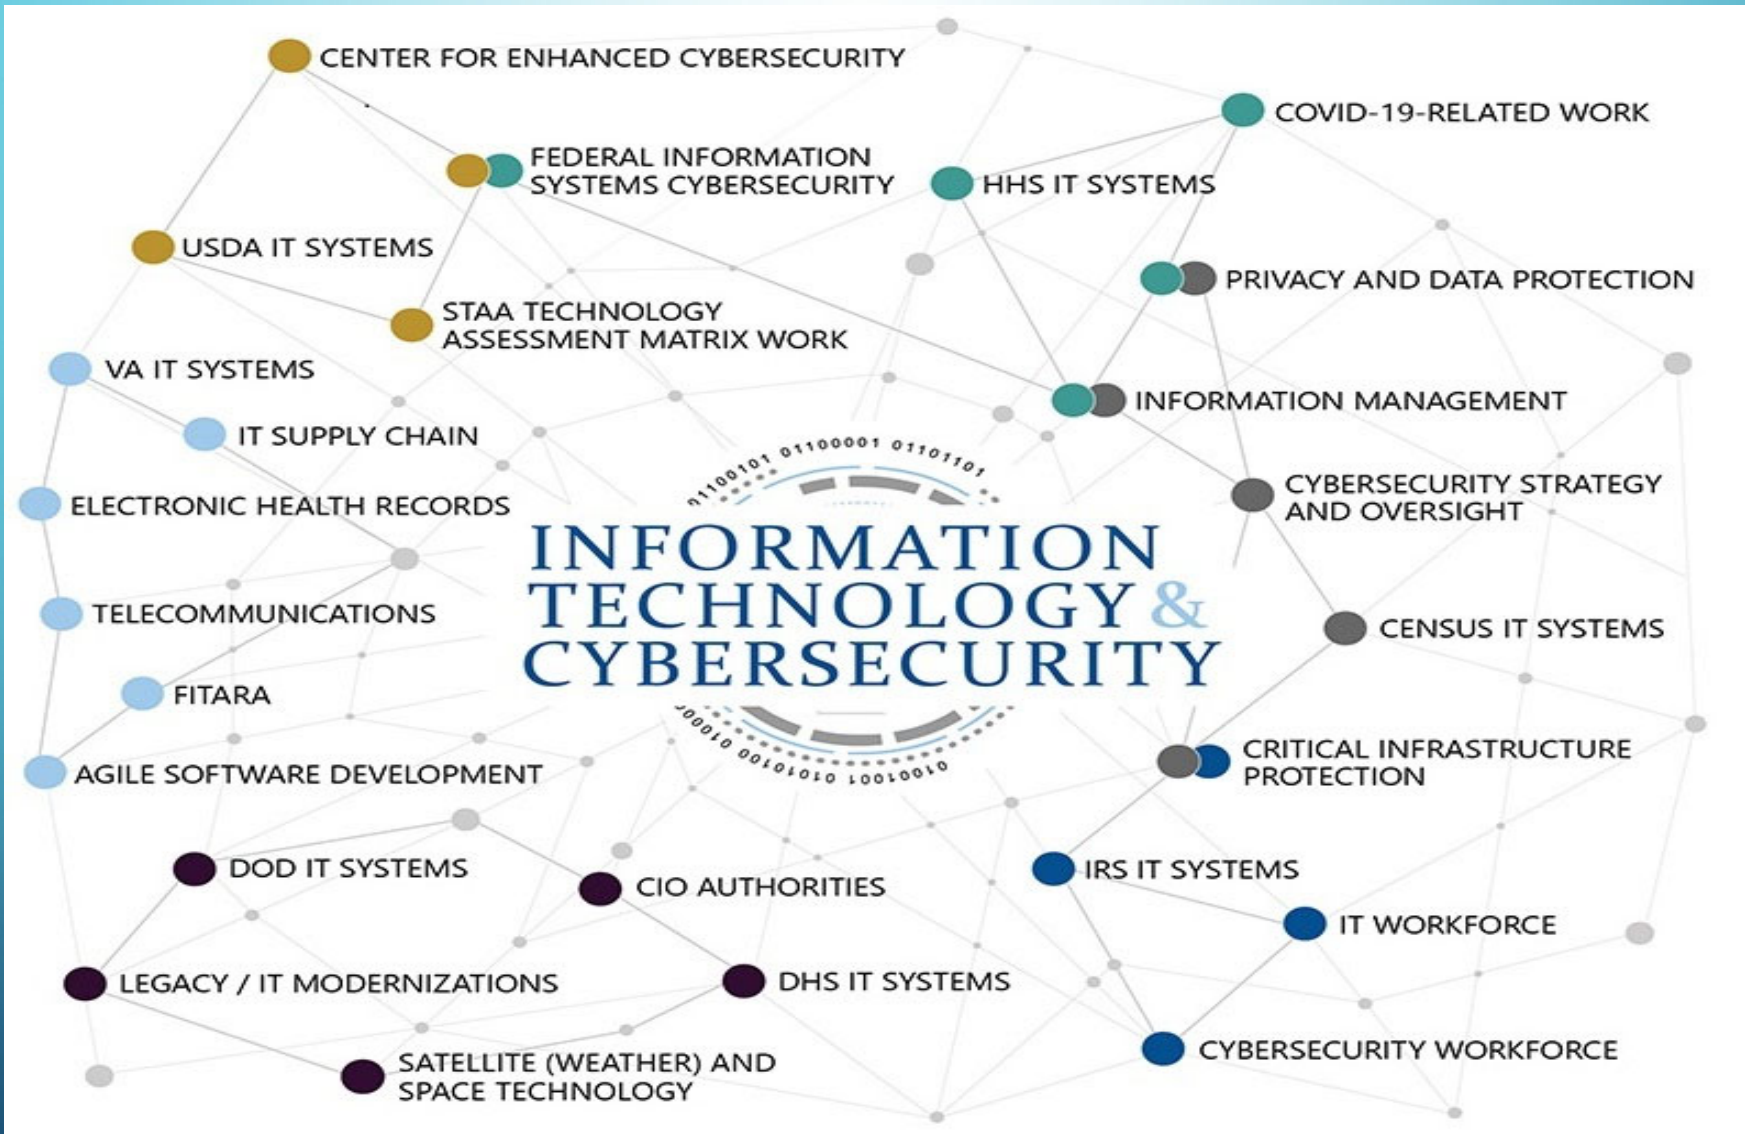 CENTER FOR ENHANCED CYBERSECURITY
COVID-19-RELATED WORK
FEDERAL INFORMATION
SYSTEMS CYBERSECURITY
HHS IT SYSTEMS
USDA IT SYSTEMS
PRIVACY AND DATA PROTECTION
STAA TECHNOLOGY
ASSESSMENT MATRIX WORK
VA IT SYSTEMS
INFORMATION MANAGEMENT
IT SUPPLY CHAIN
01100101 01100001 01101101
CYBERSECURITY STRATEGY
AND OVERSIGHT
ELECTRONIC HEALTH RECORDS
INFORMATION
TECHNOLOGY &
CYBERSECURITY
TELECOMMUNICATIONS
CENSUS IT SYSTEMS
FITARA
CRITICAL INFRASTRUCTURE
PROTECTION
AGILE SOFTWARE DEVELOPMENT
DOD IT SYSTEMS
IRS IT SYSTEMS
CIO AUTHORITIES
IT WORKFORCE
LEGACY / IT MODERNIZATIONS
DHS IT SYSTEMS
CYBERSECURITY WORKFORCE
SATELLITE (WEATHER) AND
SPACE TECHNOLOGY